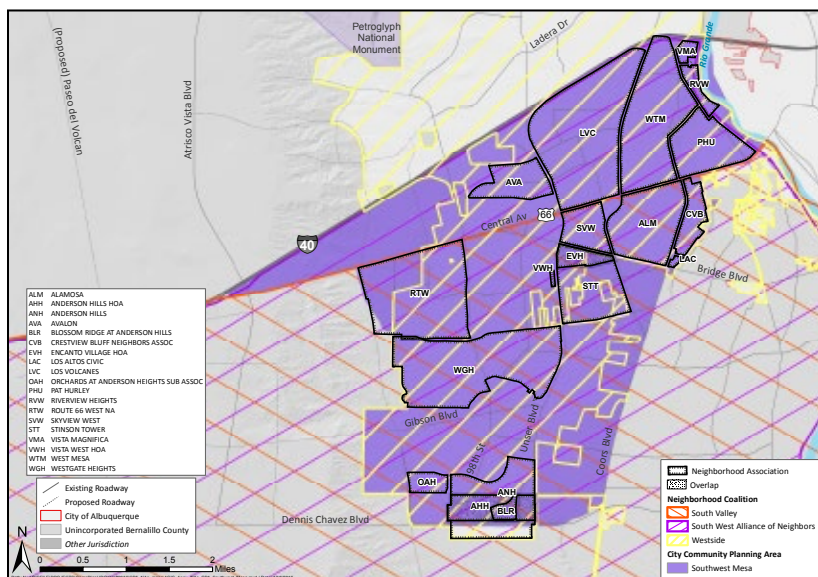 Petroglyph
National
Monument
Ladera Dr
Rio Grande
(Proposed) Paseo del Volcan
Atrisco Vista Blvd
VMA
RVW
WTM
LVC
PHU
AVA
66
Central Av
SVW
ALM
CVB
40
LAC
EVH
VWH
Bridge Blvd
RTW
STT
WGH
Gibson Blvd
Unser Blvd
98th St
Coors Blvd
OAH
ANH
AHH
BLR
Dennis Chavez Blvd
ALM ALAMOSA
AHH ANDERSON HILLS HOA
ANH ANDERSON HILLS
AVA AVALON
BLR BLOSSOM RIDGE AT ANDERSON HILLS
CVB CRESTVIEW BLUFF NEIGHBORS ASSOC
EVH ENCANTO VILLAGE HOA
LAC LOS ALTOS CIVIC
LVC LOS VOLCANES
OAH ORCHARDS AT ANDERSON HEIGHTS SUB ASSOC
PHU PAT HURLEY
RVW RIVERVIEW HEIGHTS
RTW ROUTE 66 WEST NA
SVW SKYVIEW WEST
STT STINSON TOWER
VMA VISTA MAGNIFICA
VWH VISTA WEST HOA
WTM WEST MESA
WGH WESTGATE HEIGHTS
Existing Roadway
Proposed Roadway
City of Albuquerque
Unincorporated Bernalillo County
Other Jurisdiction
N
0 0.5 1 1.5 2
Miles
Neighborhood Association
Overlap
Neighborhood Coalition
South Valley
South West Alliance of Neighbors
Westside
City Community Planning Area
Southwest Mesa